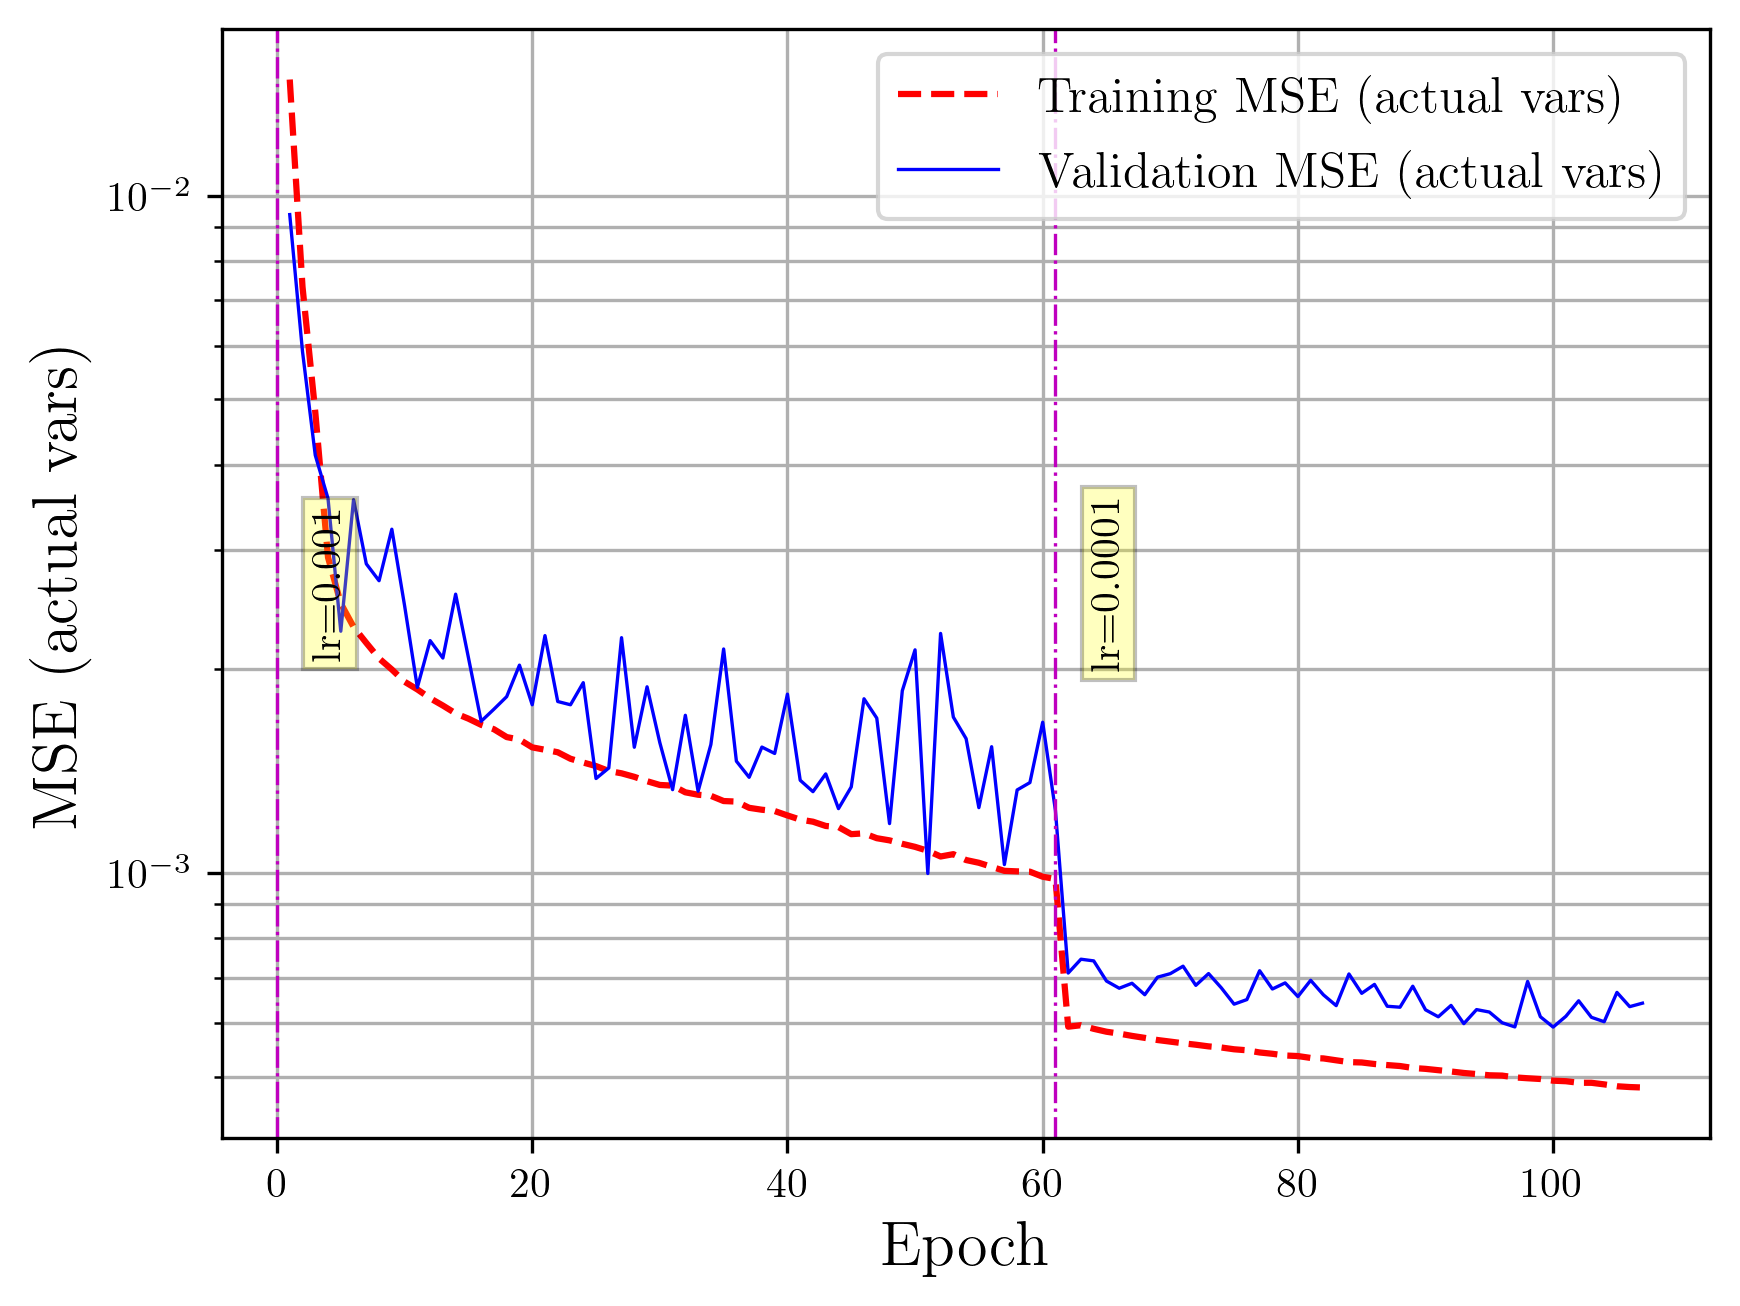 Training MSE (actual vars)
Validation MSE (actual vars)
10⁻²
10⁻³
MSE (actual vars)
lr=0.001
lr=0.0001
0 20 40 60 80 100
Epoch